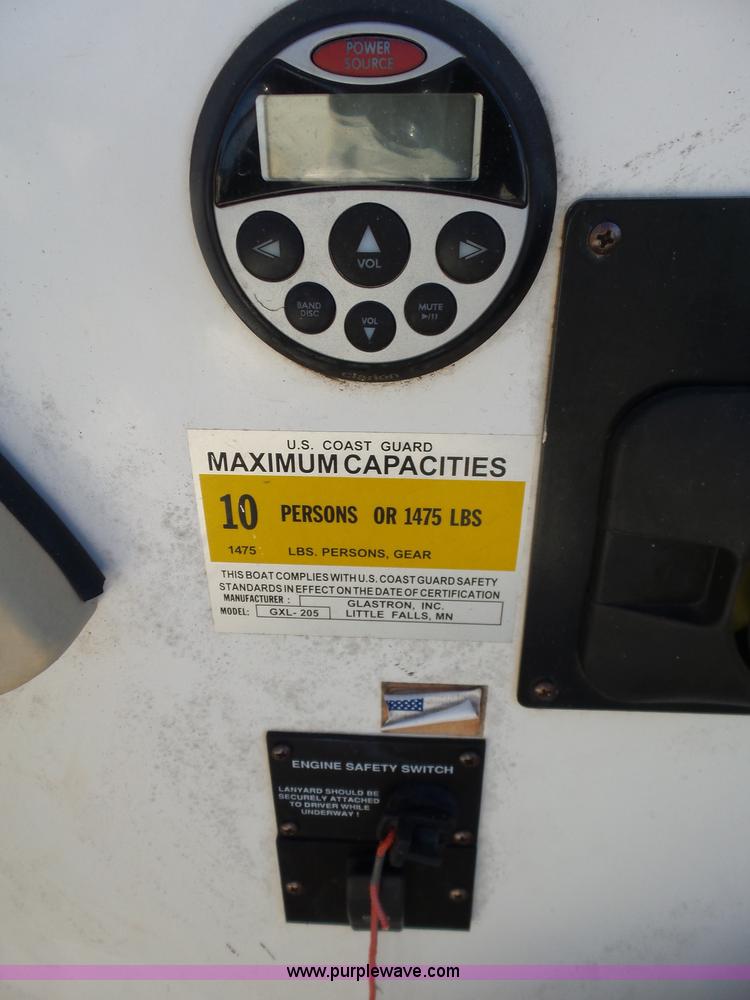 POWER
SOURCE
VOL
BAND
DISC
VOL
MUTE
clarion
U.S. COAST GUARD
MAXIMUM CAPACITIES
10 PERSONS OR 1475 LBS
1475 LBS. PERSONS, GEAR
THIS BOAT COMPLIES WITH U.S. COAST GUARD SAFETY
STANDARDS IN EFFECT ON THE DATE OF CERTIFICATION
MANUFACTURER : GLASTRON, INC.
MODEL: GXL- 205 LITTLE FALLS, MN
ENGINE SAFETY SWITCH
LANYARD SHOULD BE
SECURELY ATTACHED
TO DRIVER WHILE
UNDERWAY !
www.purplewave.com